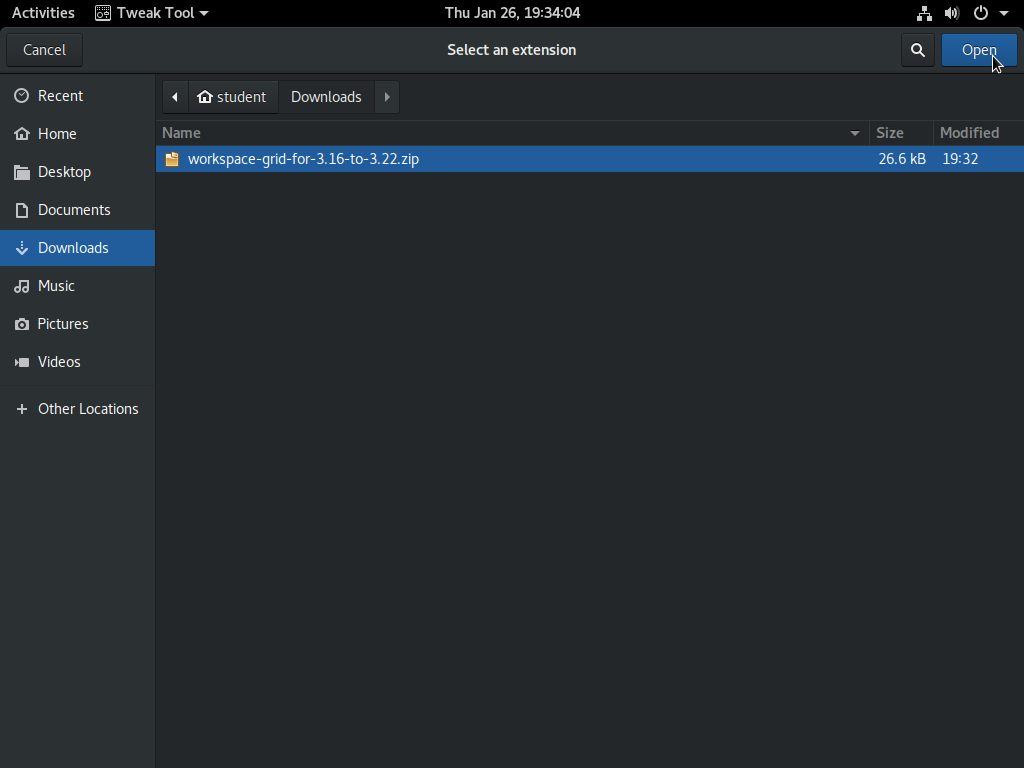 Activities Tweak Tool Thu Jan 26, 19:34:04
Cancel Select an extension Open
Recent
Home
Desktop
Documents
Downloads
Music
Pictures
Videos
Other Locations
student Downloads
Name Size Modified
workspace-grid-for-3.16-to-3.22.zip 26.6 kB 19:32